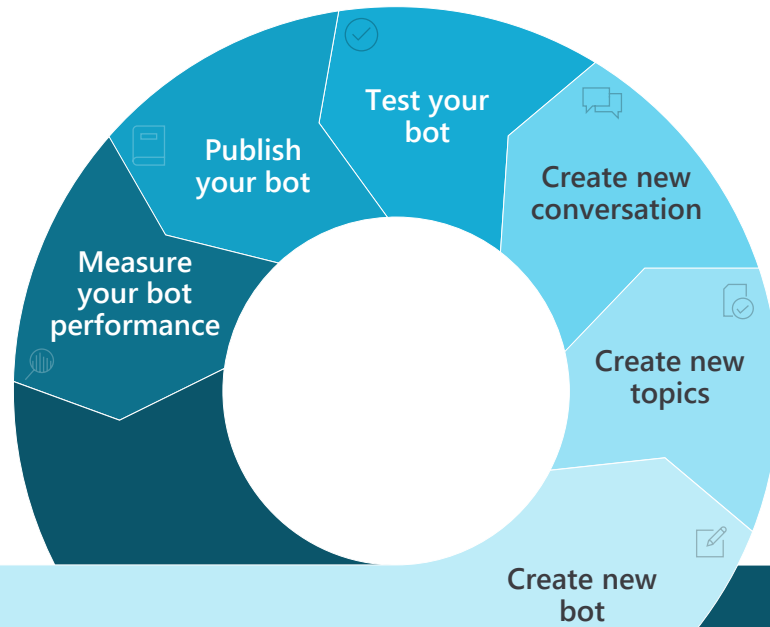 Test your
bot
Publish
your bot
Create new
conversation
Measure
your bot
performance
Create new
topics
Create new
bot